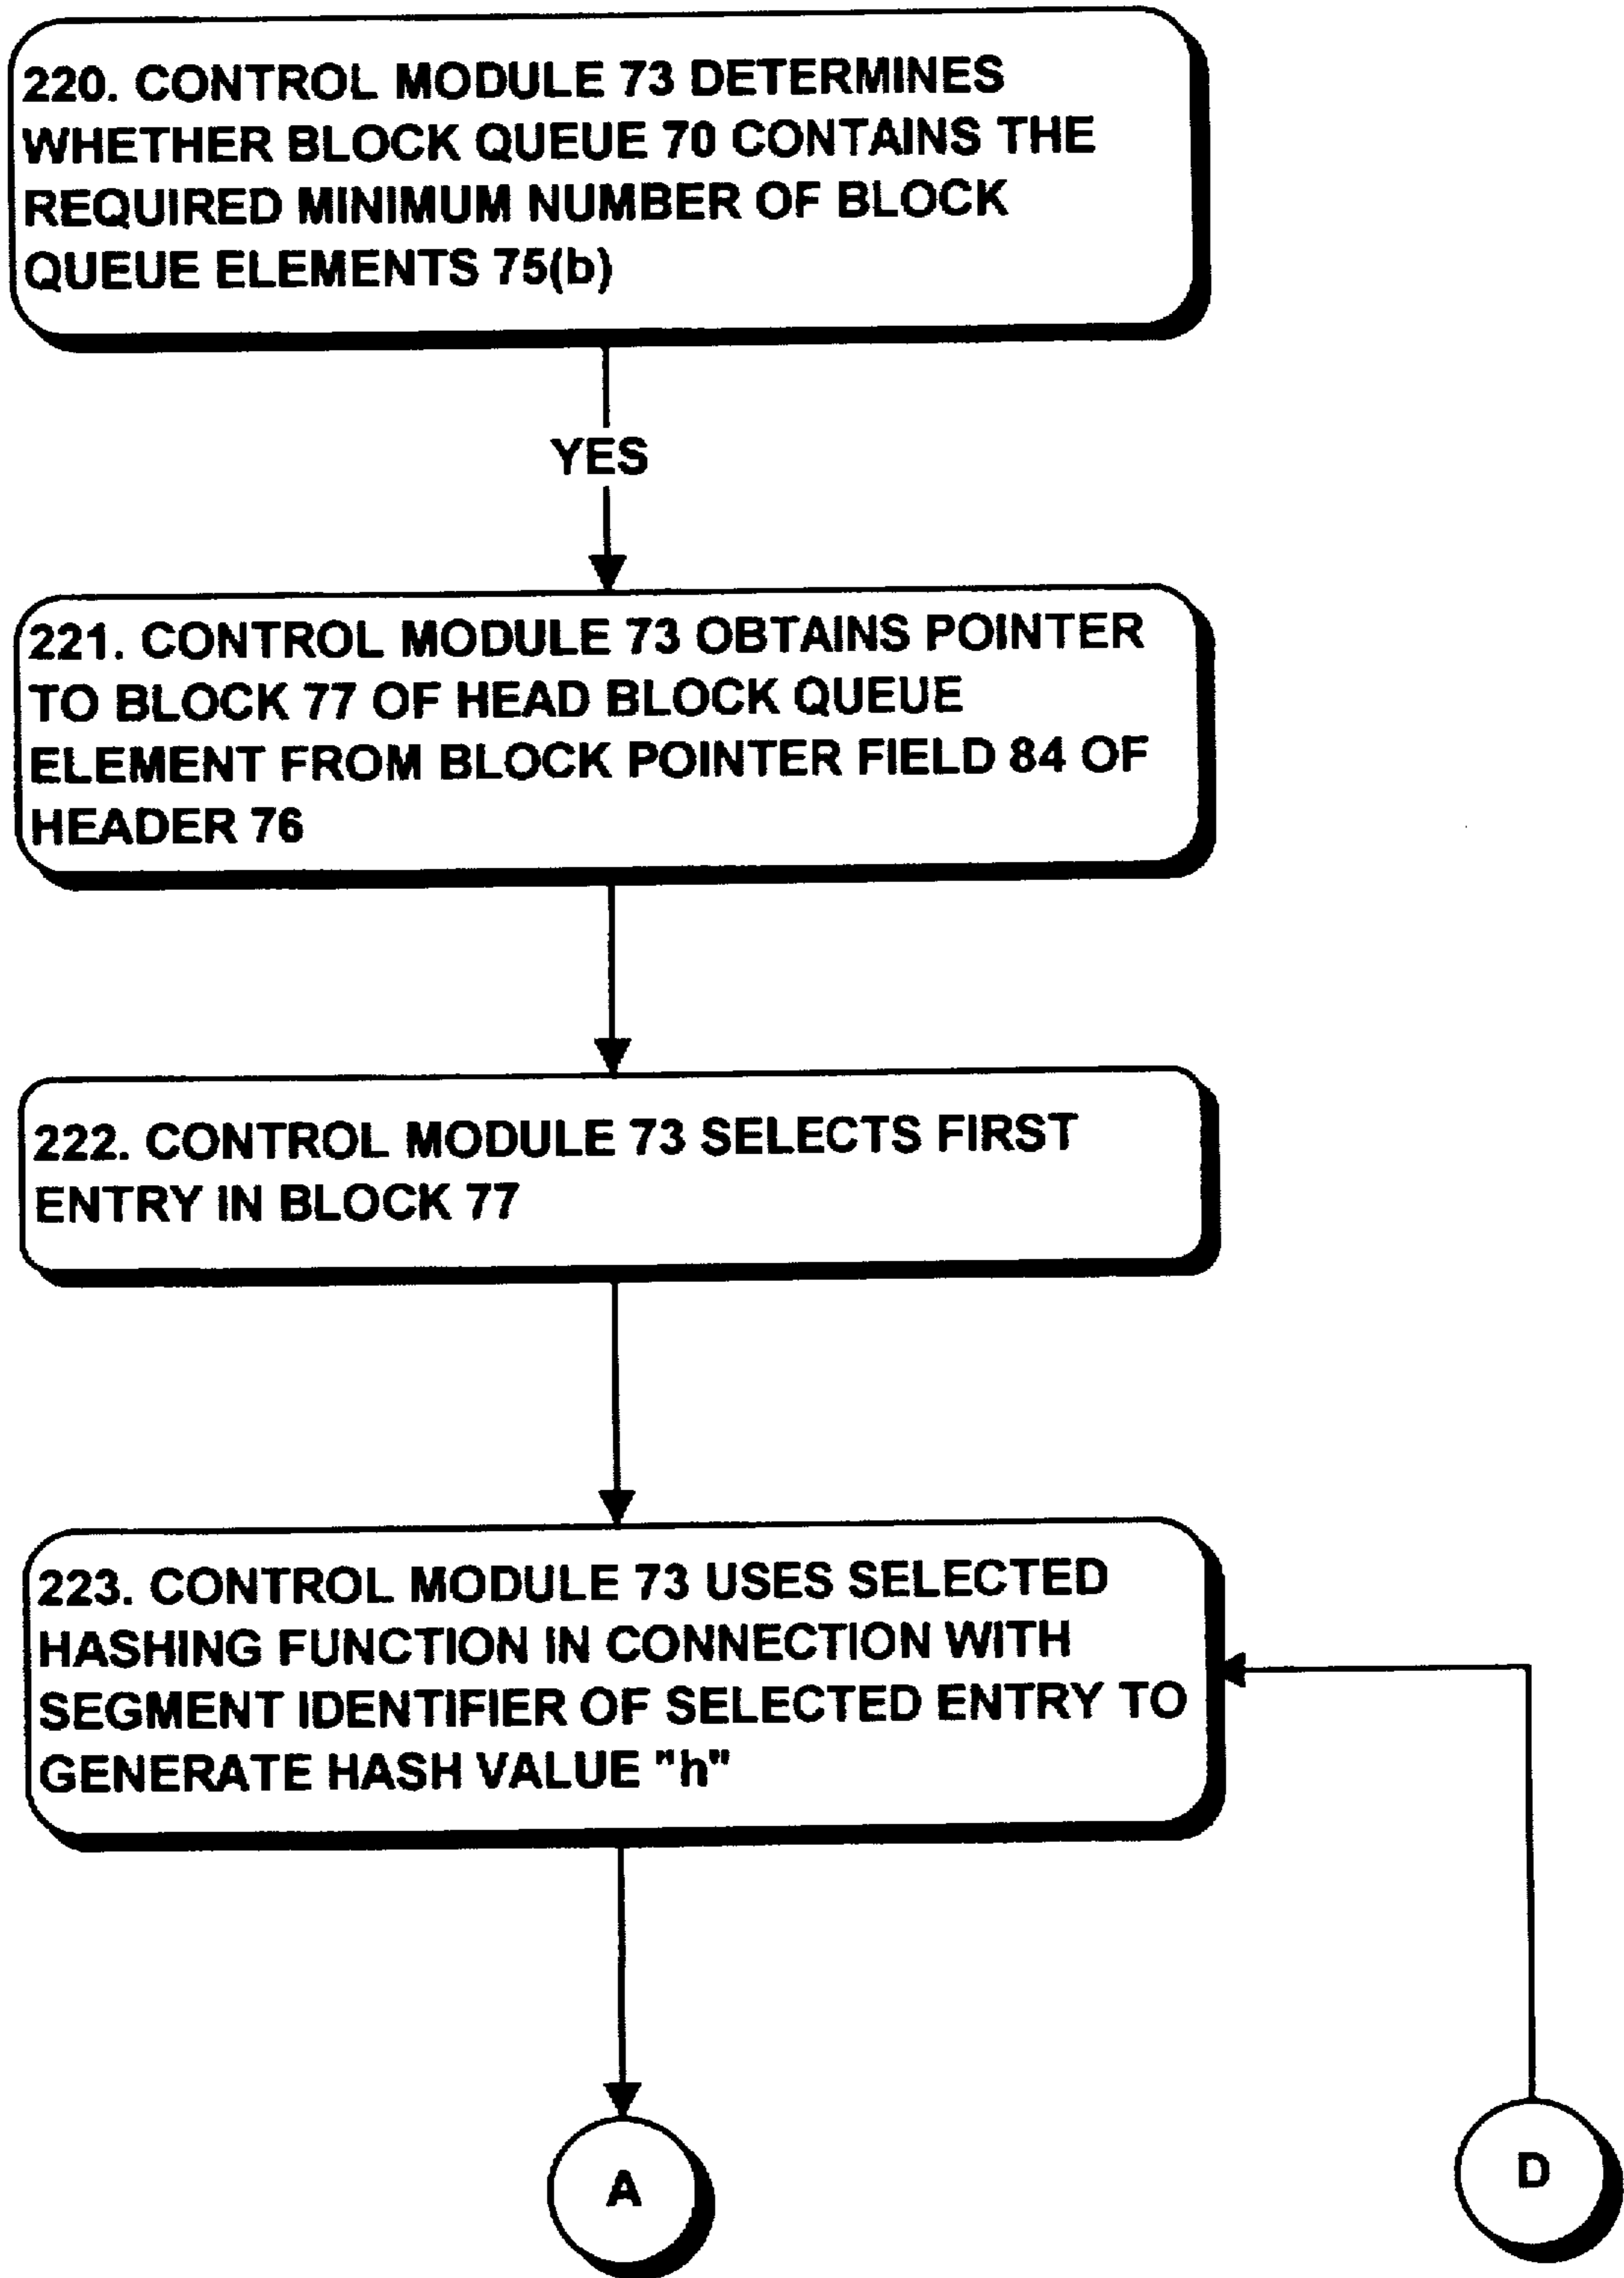 220. CONTROL MODULE 73 DETERMINES
WHETHER BLOCK QUEUE 70 CONTAINS THE
REQUIRED MINIMUM NUMBER OF BLOCK
QUEUE ELEMENTS 75(b)
YES
221. CONTROL MODULE 73 OBTAINS POINTER
TO BLOCK 77 OF HEAD BLOCK QUEUE
ELEMENT FROM BLOCK POINTER FIELD 84 OF
HEADER 76
222. CONTROL MODULE 73 SELECTS FIRST
ENTRY IN BLOCK 77
223. CONTROL MODULE 73 USES SELECTED
HASHING FUNCTION IN CONNECTION WITH
SEGMENT IDENTIFIER OF SELECTED ENTRY TO
GENERATE HASH VALUE "h"
A
D